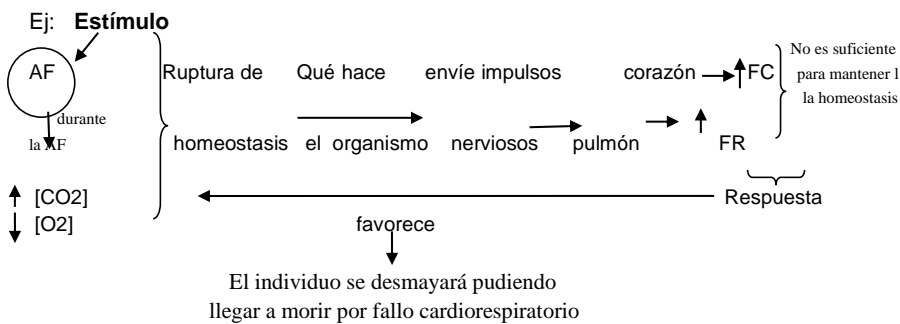 Ej: Estímulo
AF
durante
la AF
[CO2]
[O2]
Ruptura de Qué hace envíe impulsos corazón FC
homeostasis el organismo nerviosos pulmón FR
No es suficiente
para mantener l
la homeostasis
Respuesta
favorece
El individuo se desmayará pudiendo
llegar a morir por fallo cardiorespiratorio